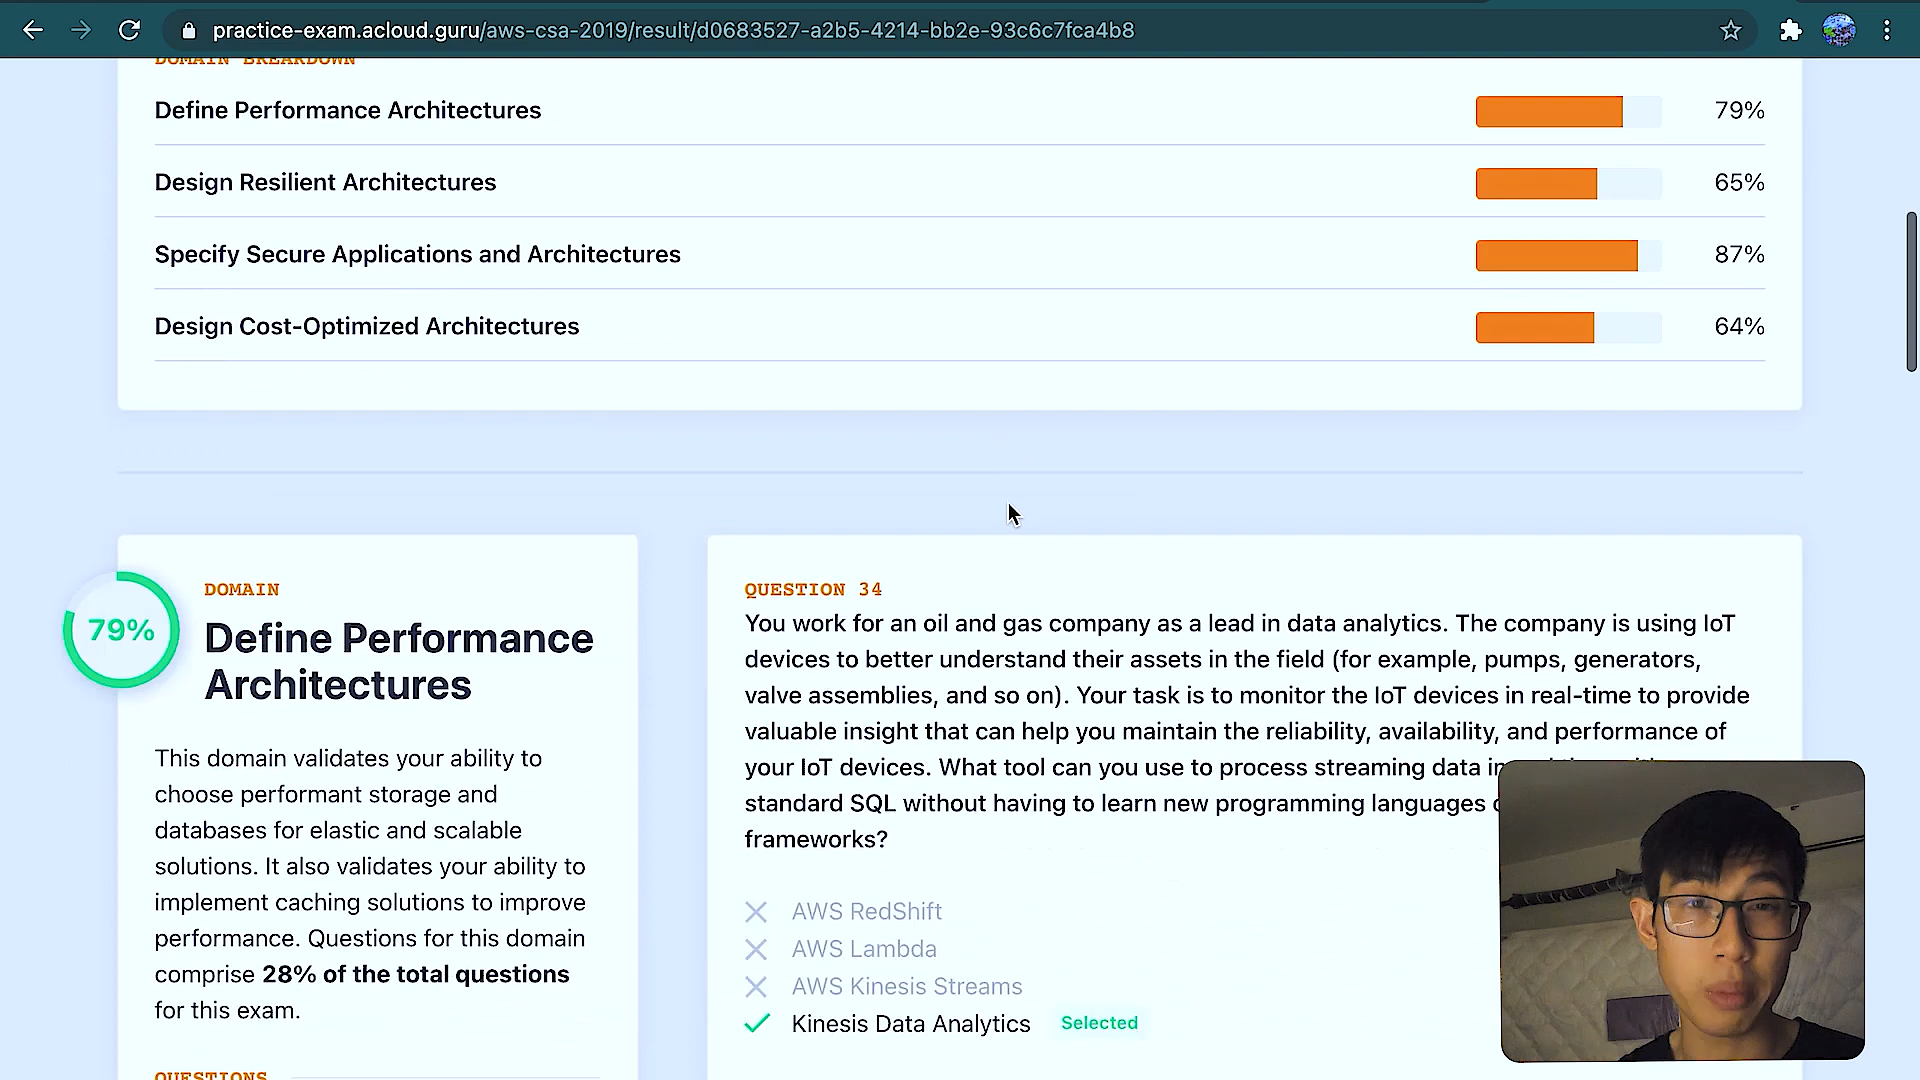 practice-exam.acloud.guru/aws-csa-2019/result/d0683527-a2b5-4214-bb2e-93c6c7fca4b8
DOMAIN BREAKDOWN
Define Performance Architectures 79%
Design Resilient Architectures 65%
Specify Secure Applications and Architectures 87%
Design Cost-Optimized Architectures 64%
79%
DOMAIN
Define Performance
Architectures
This domain validates your ability to
choose performant storage and
databases for elastic and scalable
solutions. It also validates your ability to
implement caching solutions to improve
performance. Questions for this domain
comprise 28% of the total questions
for this exam.
QUESTIONS
QUESTION 34
You work for an oil and gas company as a lead in data analytics. The company is using IoT
devices to better understand their assets in the field (for example, pumps, generators,
valve assemblies, and so on). Your task is to monitor the IoT devices in real-time to provide
valuable insight that can help you maintain the reliability, availability, and performance of
your IoT devices. What tool can you use to process streaming data in
standard SQL without having to learn new programming languages
frameworks?
AWS RedShift
AWS Lambda
AWS Kinesis Streams
Kinesis Data Analytics Selected